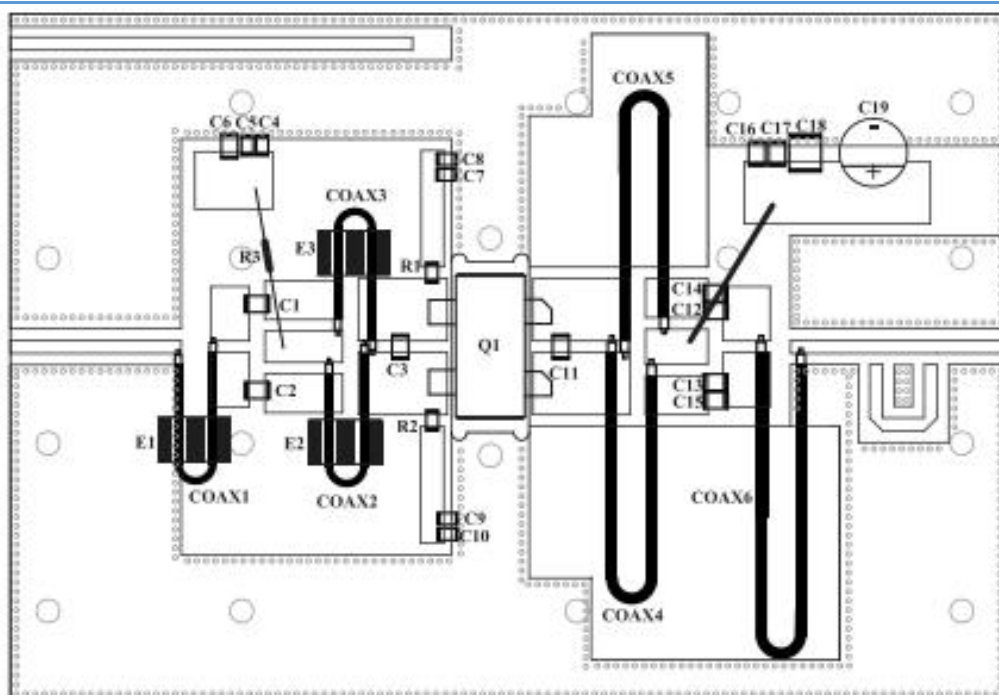 COAX5
C19
C6 C5 C4
C16 C17 C18
-
C8
C7
+
COAX3
E3
R3
R1
C1
C14
C12
Q1
C3
C11
C2
C13
C15
E1
E2
R2
COAX1
COAX2
COAX6
C9
C10
COAX4